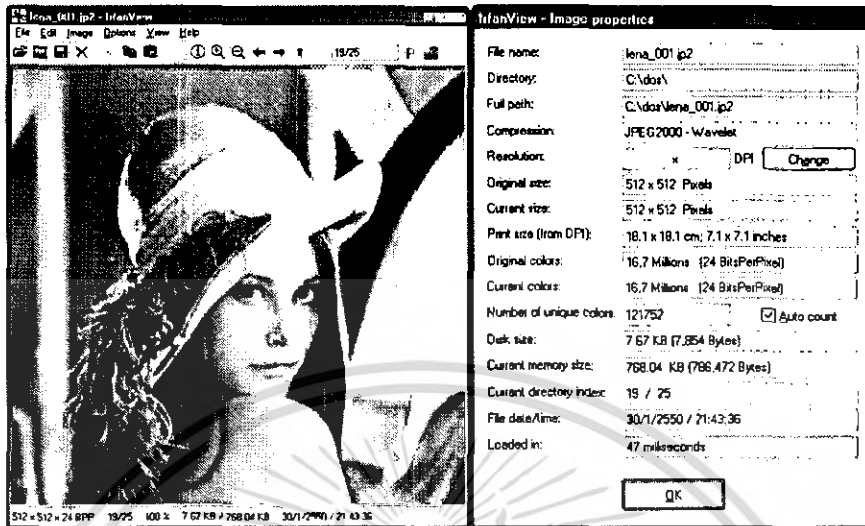 lena_001.jp2 - IrfanView
File Edit Image Options View Help
19/25
512 x 512 x 24 BPP 19/25 100 % 7.67 KB / 768.04 KB 30/1/2550 / 21:43:36
IrfanView - Image properties
File name: lena_001.jp2
Directory: C:\dos\
Full path: C:\dos\lena_001.jp2
Compression: JPEG2000 - Wavelet
Resolution: x DPI Change
Original size: 512 x 512 Pixels
Current size: 512 x 512 Pixels
Print size (from DPI): 18.1 x 18.1 cm; 7.1 x 7.1 inches
Original colors: 16,7 Millions (24 BitsPerPixel)
Current colors: 16,7 Millions (24 BitsPerPixel)
Number of unique colors: 121752 Auto count
Disk size: 7.67 KB (7,854 Bytes)
Current memory size: 768.04 KB (786,472 Bytes)
Current directory index: 19 / 25
File date/time: 30/1/2550 / 21:43:36
Loaded in: 47 milliseconds
OK